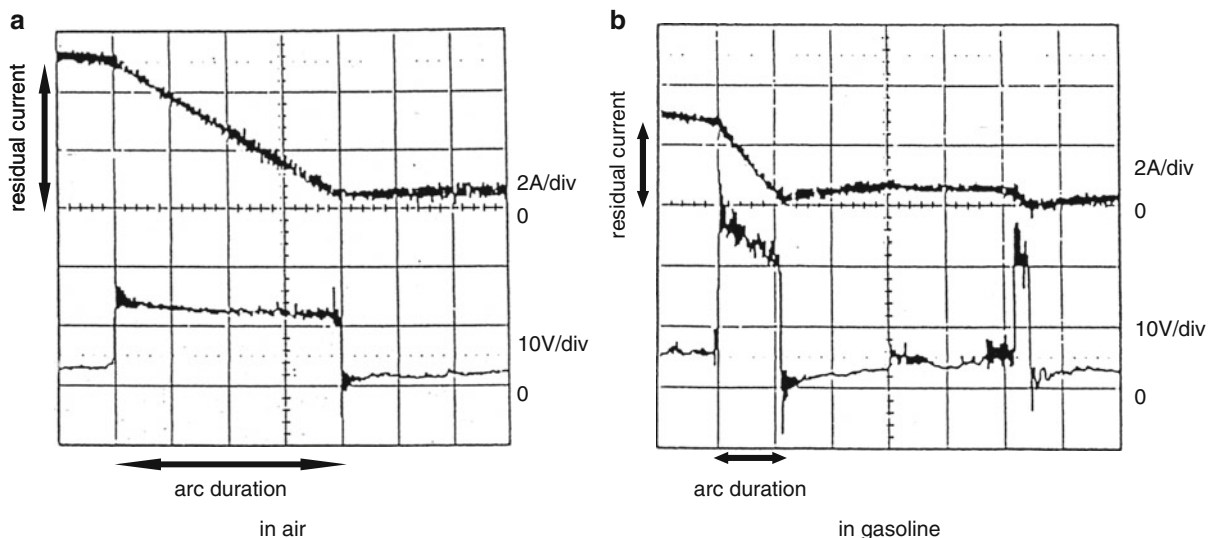 a
residual current
2A/div
0
10V/div
0
arc duration
in air
b
residual current
2A/div
0
10V/div
0
arc duration
in gasoline